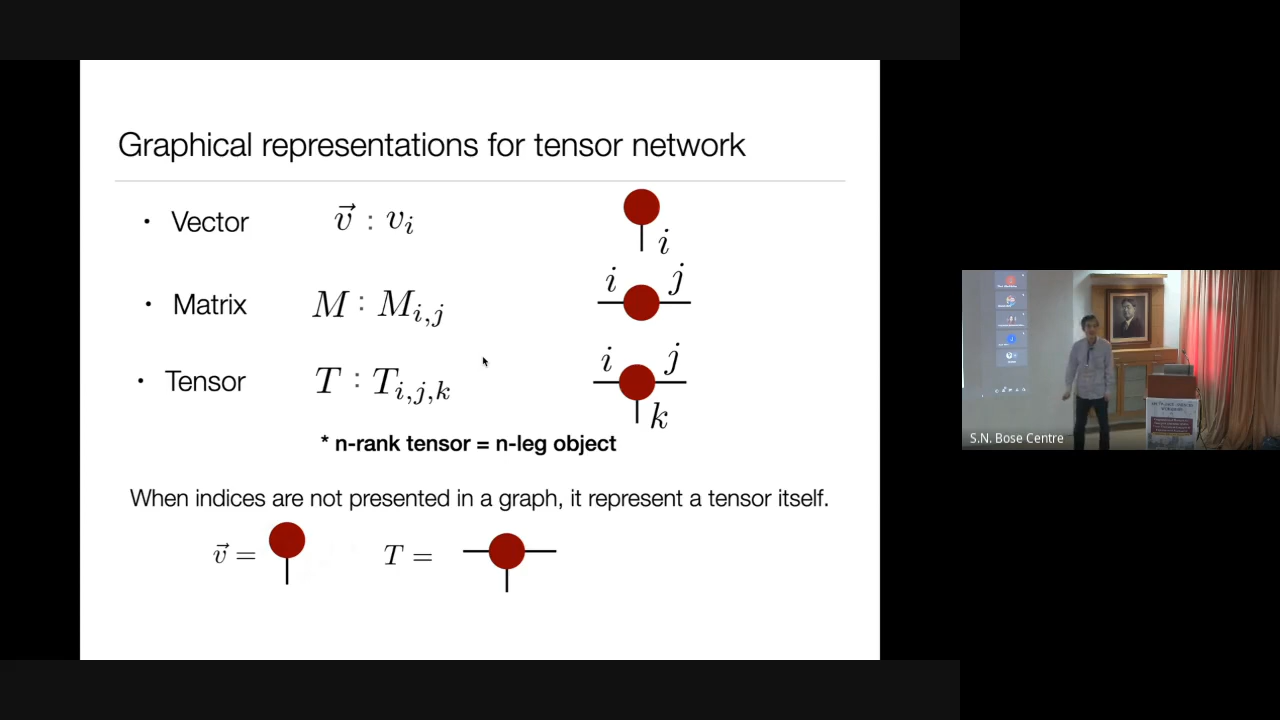 Graphical representations for tensor network
• Vector $\vec{v} : v_i$ i
• Matrix $M : M_{i,j}$ i j
• Tensor $T : T_{i,j,k}$ i j k
* n-rank tensor = n-leg object
When indices are not presented in a graph, it represent a tensor itself.
$\vec{v} =$ $T =$
S.N. Bose Centre